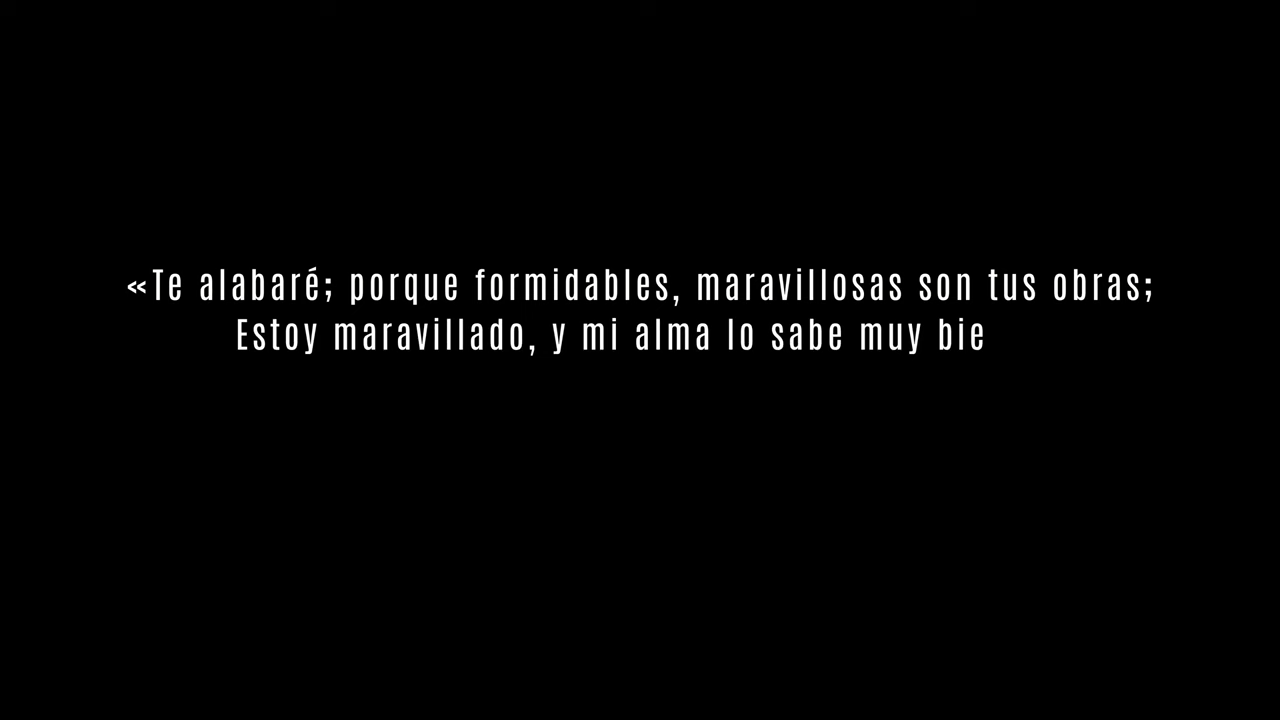 «Te alabaré; porque formidables, maravillosas son tus obras;
Estoy maravillado, y mi alma lo sabe muy bie